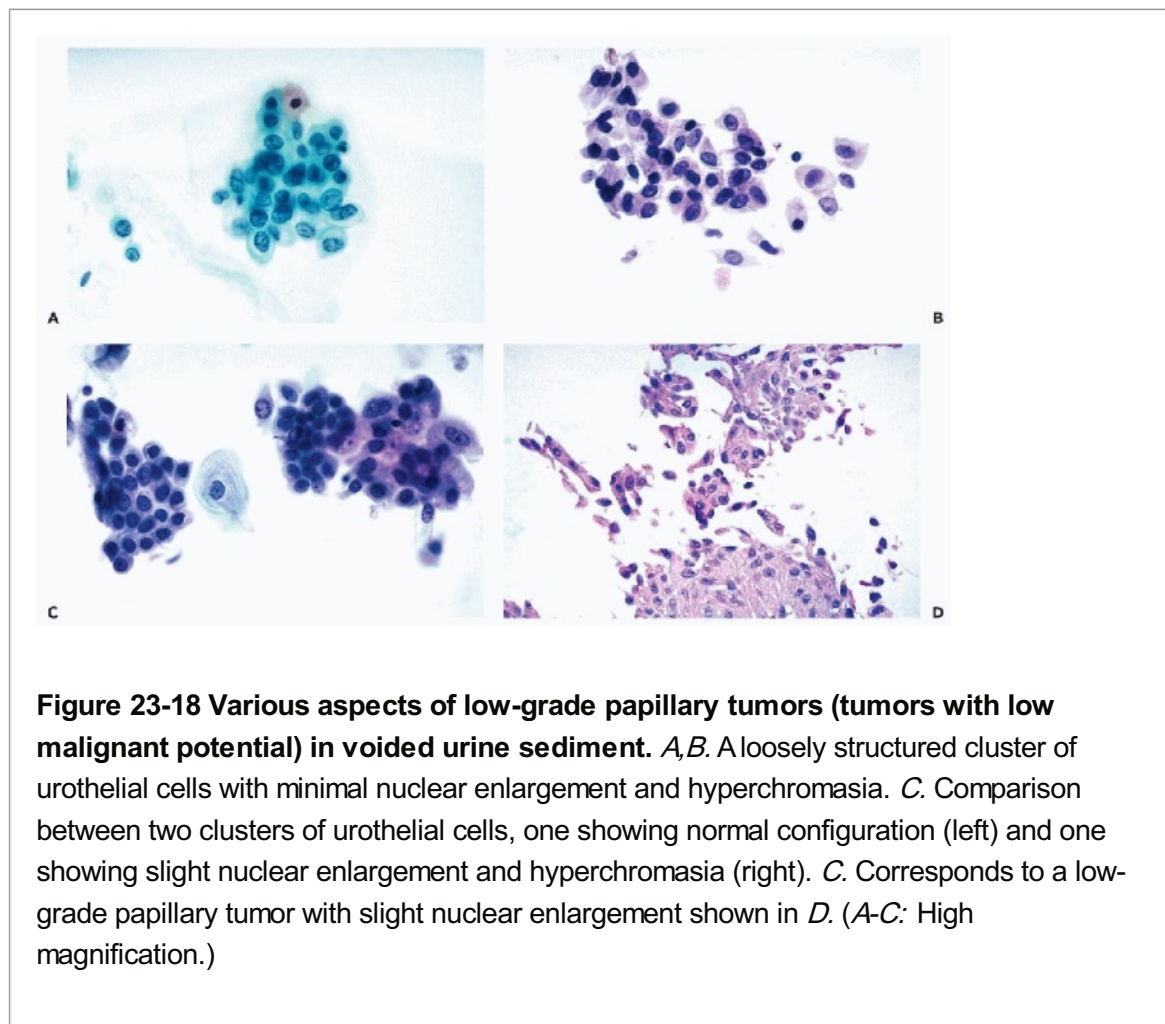 A
B
C
D
Figure 23-18 Various aspects of low-grade papillary tumors (tumors with low
malignant potential) in voided urine sediment. A,B. A loosely structured cluster of
urothelial cells with minimal nuclear enlargement and hyperchromasia. C. Comparison
between two clusters of urothelial cells, one showing normal configuration (left) and one
showing slight nuclear enlargement and hyperchromasia (right). C. Corresponds to a low-
grade papillary tumor with slight nuclear enlargement shown in D. (A-C: High
magnification.)